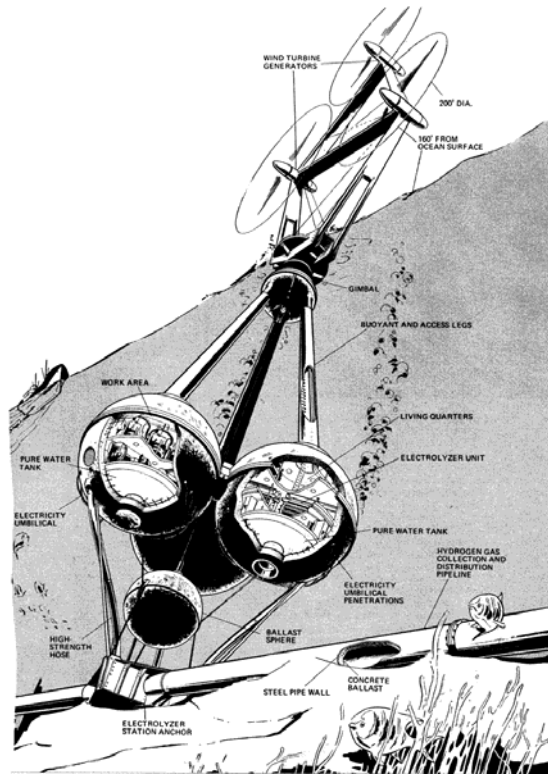 WIND TURBINE
GENERATORS
200' DIA.
160' FROM
OCEAN SURFACE
GIMBAL
BUOYANT AND ACCESS LEGS
WORK AREA
LIVING QUARTERS
ELECTROLYZER UNIT
PURE WATER
TANK
ELECTRICITY
UMBILICAL
PURE WATER TANK
HYDROGEN GAS
COLLECTION AND
DISTRIBUTION
PIPELINE
ELECTRICITY
UMBILICAL
PENETRATIONS
HIGH-
STRENGTH
HOSE
BALLAST
SPHERE
STEEL PIPE WALL
CONCRETE
BALLAST
ELECTROLYZER
STATION ANCHOR